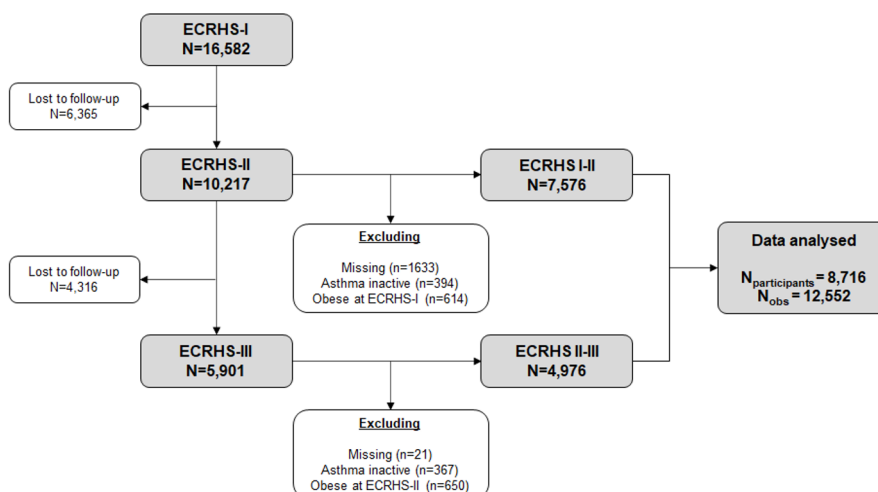 ECRHS-I
N=16,582
Lost to follow-up
N=6,365
ECRHS-II
N=10,217
ECRHS I-II
N=7,576
Excluding
Missing (n=1633)
Asthma inactive (n=394)
Obese at ECRHS-I (n=614)
Data analysed
Nparticipants = 8,716
Nobs = 12,552
Lost to follow-up
N=4,316
ECRHS-III
N=5,901
ECRHS II-III
N=4,976
Excluding
Missing (n=21)
Asthma inactive (n=367)
Obese at ECRHS-II (n=650)